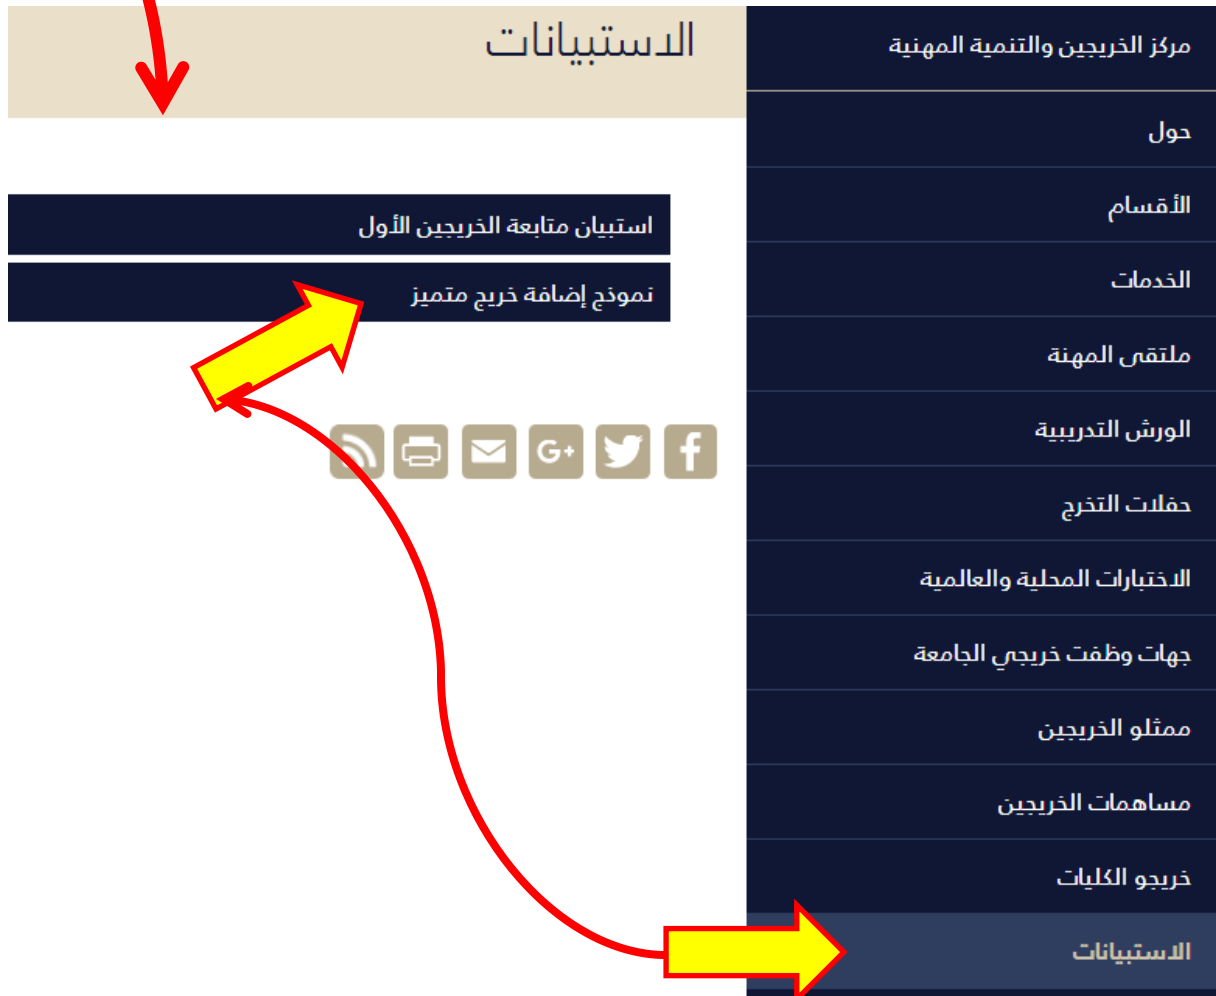 مركز الخريجين والتنمية المهنية
حول
الأقسام
الخدمات
ملتقى المهنة
الورش التدريبية
حفلات التخرج
الاختبارات المحلية والعالمية
جهات وظفت خريجي الجامعة
ممثلو الخريجين
مساهمات الخريجين
خريجو الكليات
الاستبيانات
الاستبيانات
استبيان متابعة الخريجين الأول
نموذج إضافة خريج متميز
G+